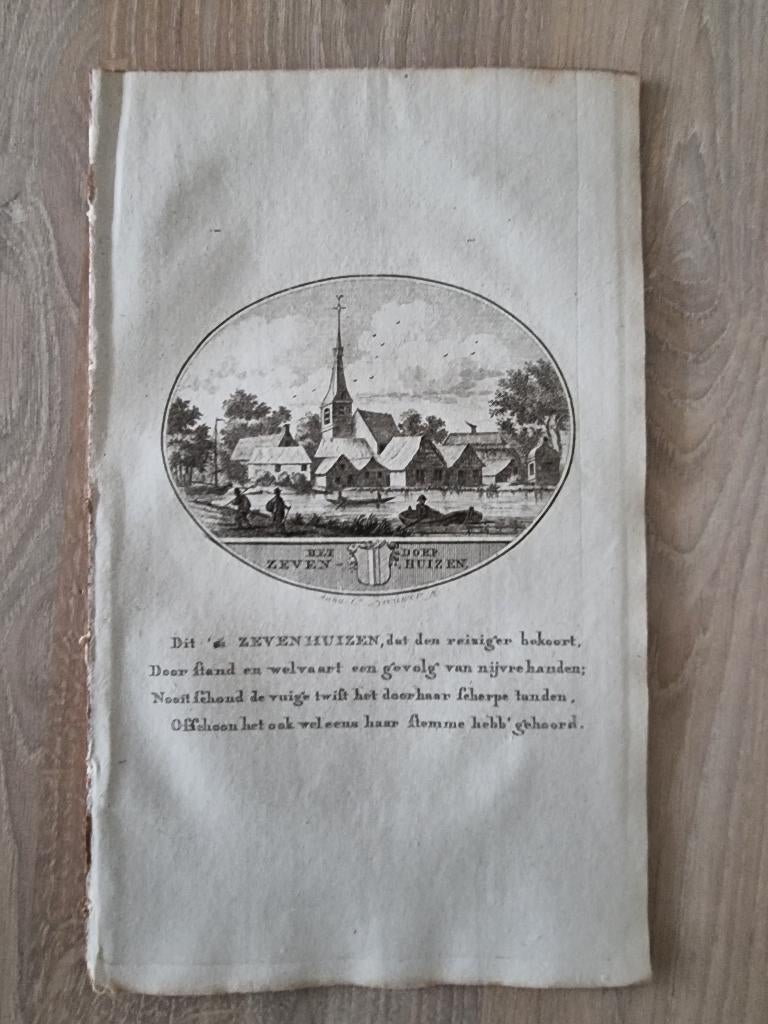 HET DORP
ZEVEN-HUIZEN.
Dit 's ZEVENHUIZEN, dat den reiziger bekoort,
Door ſtand en welvaart een gevolg van nijvre handen;
Nooit ſchond de vuige twiſt het door haar ſcherpe tanden,
Offchoon het ook wel eens haar ſtemme hebb' gehoord.